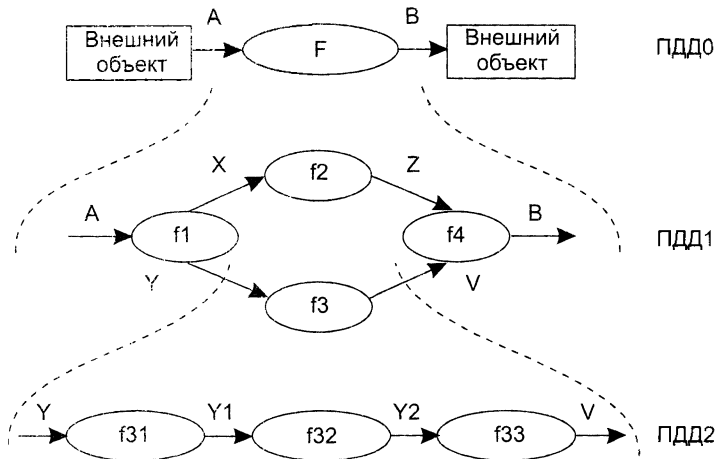 A
B
Внешний
объект
F
Внешний
объект
ПДД0
X
f2
Z
A
f1
f4
B
ПДД1
Y
f3
V
Y
f31
Y1
f32
Y2
f33
V
ПДД2